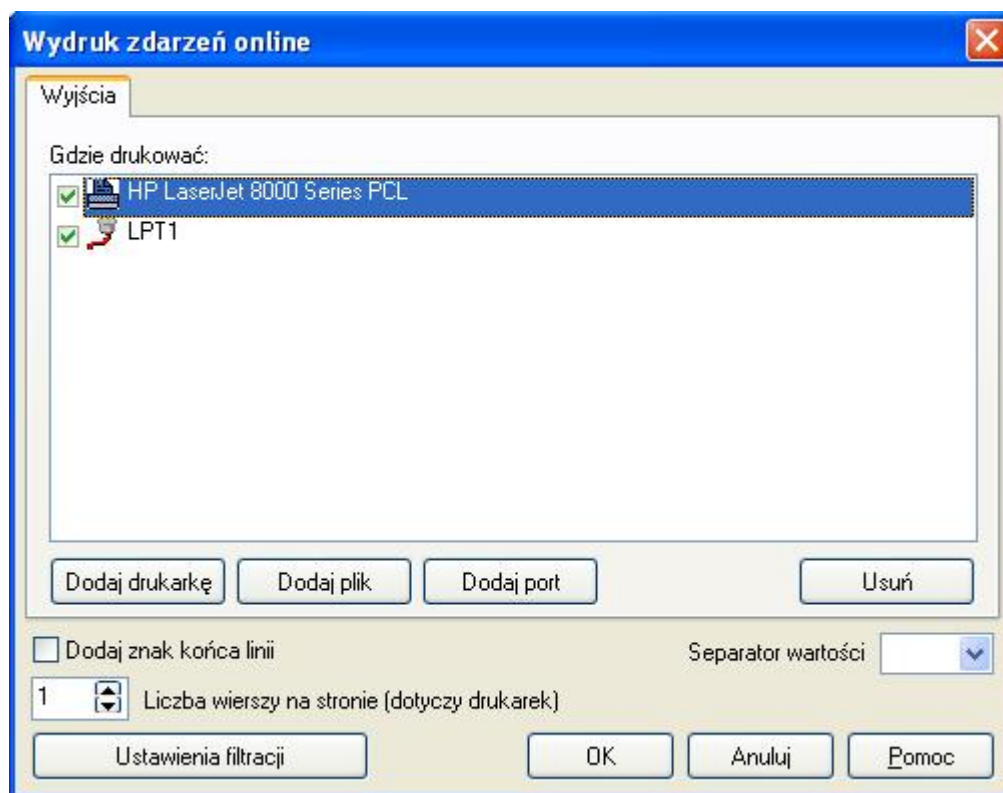 Wydruk zdarzeń online
Wyjścia
Gdzie drukować:
HP LaserJet 8000 Series PCL
LPT1
Dodaj drukarkę Dodaj plik Dodaj port Usuń
Dodaj znak końca linii Separator wartości
1 Liczba wierszy na stronie (dotyczy drukarek)
Ustawienia filtracji OK Anuluj Pomoc